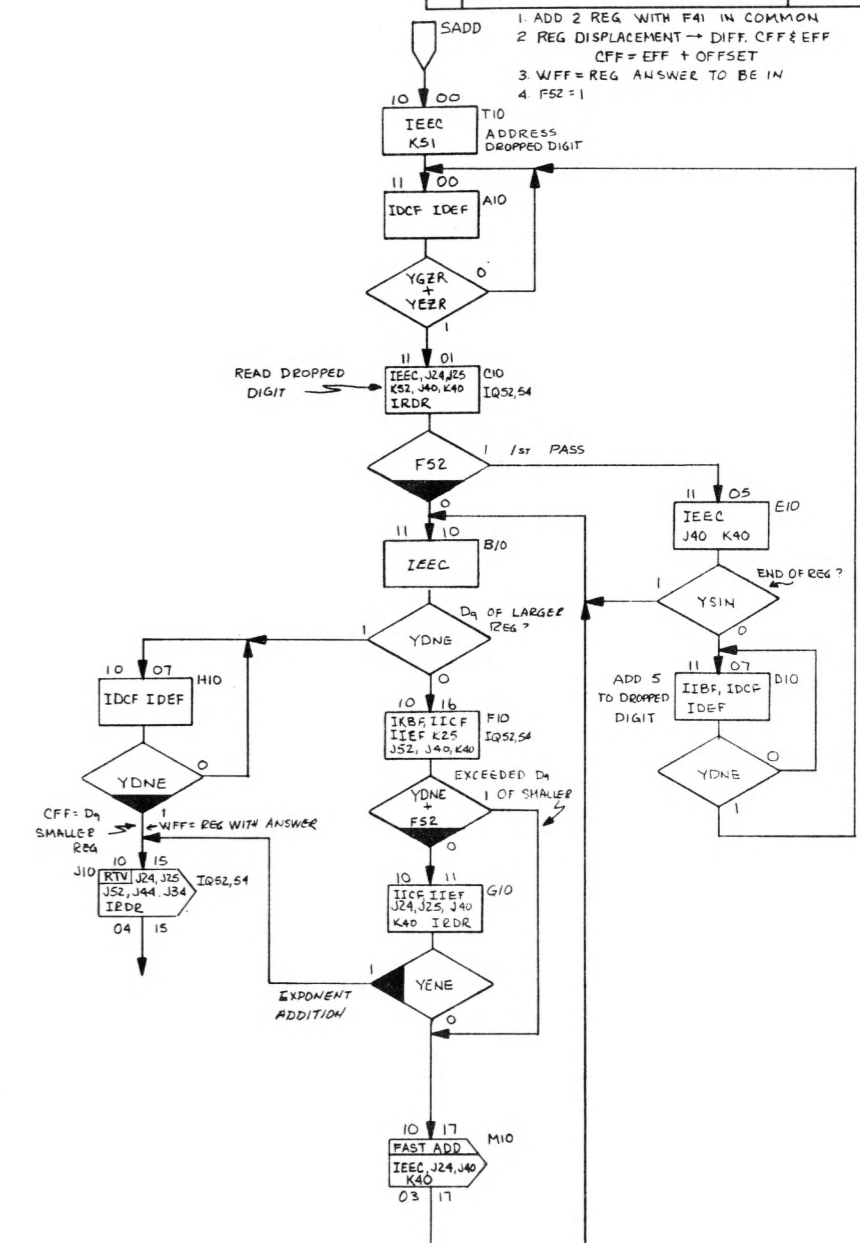 SADD
1. ADD 2 REG WITH F41 IN COMMON
2 REG DISPLACEMENT → DIFF. CFF & EFF
CFF = EFF + OFFSET
3. WFF = REG ANSWER TO BE IN
4. F52 = 1
10 00
T10
IEEC
K51
ADDRESS
DROPPED DIGIT
11 00
A10
IDCF IDEF
YGZR
+
YEZR
0
1
11 01
C10
READ DROPPED
DIGIT
IEEC, J24, J25
K52, J40, K40
IRDR
IQ52,54
F52
1
1ST PASS
0
11 05
E10
IEEC
J40 K40
11 10
B10
IEEC
END OF REG?
1
YSIN
0
D9 OF LARGER
REG?
1
YDNE
0
11 07
D10
ADD 5
TO DROPPED
DIGIT
IIBF, IDCF
IDEF
YDNE
0
1
10 07
H10
IDCF IDEF
YDNE
0
1
10 16
F10
IKBF, IICF
IIEF K25
J52, J40, K40
IQ52,54
EXCEEDED D9
OF SMALLER
YDNE
+
F52
1
0
CFF = D9
SMALLER
REG
WFF = REG WITH ANSWER
10 15
J10
RTV J24, J25
J52, J44, J34
IRDR
IQ52,54
04 15
10 11
G10
IICF, IIEF
J24, J25, J40
K40 IRDR
1
YENE
0
EXPONENT
ADDITION
10 17
M10
FAST ADD
IEEC, J24, J40
K40
03 17